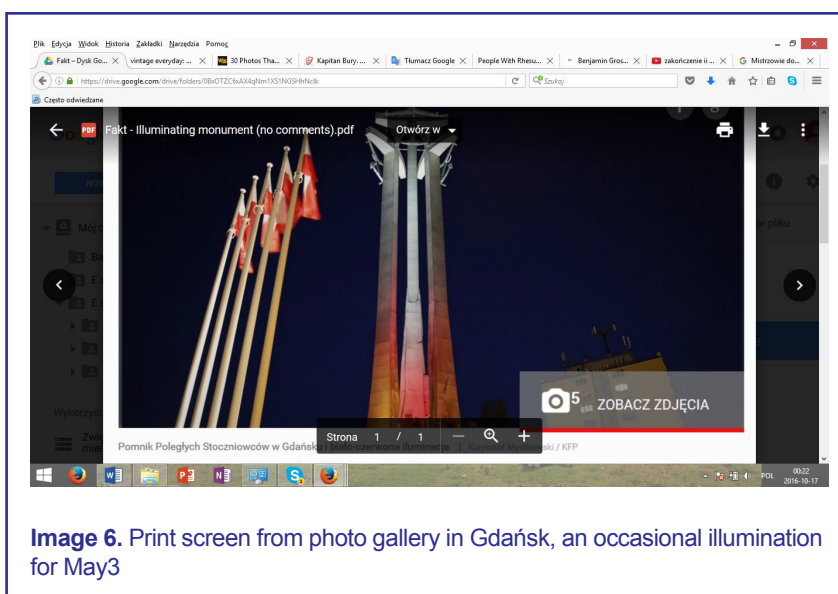 Plik Edycja Widok Historia Zakładki Narzędzia Pomoc
Fakt – Dysk Go... vintage everyday: ... 30 Photos Tha... Kapitan Bury. ... Tłumacz Google People With Rhesu... Benjamin Gros... zakończenie ii ... Mistrzowie do...
https://drive.google.com/drive/folders/ Szukaj
Często odwiedzane
PDF Fakt - Illuminating monument (no comments).pdf Otwórz w
Mój
w pliku
5 ZOBACZ ZDJĘCIA
Strona 1 / 1
Pomnik Poległych Stoczniowców w Gdańsku i biało-czerwona iluminacja | Krzysztof / KFP
POL 00:22
2016-10-17
Image 6. Print screen from photo gallery in Gdańsk, an occasional illumination
for May3